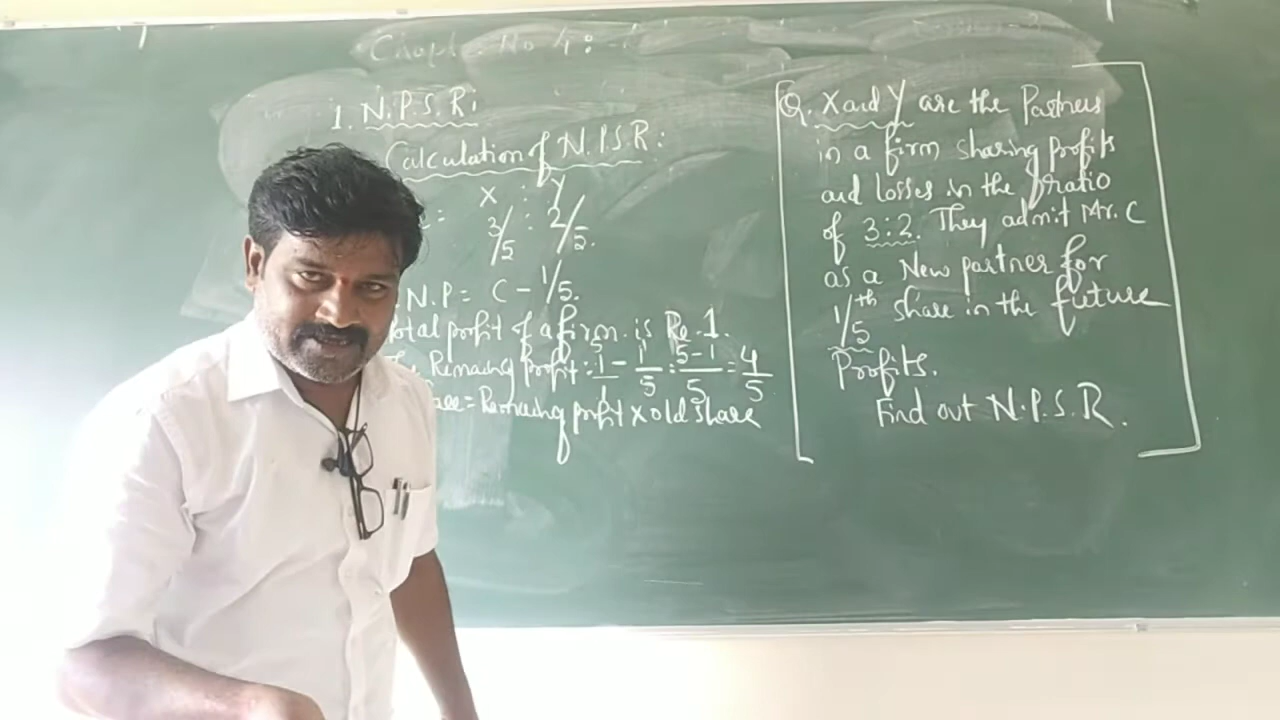 Chapt. No 4:-
1. N.P.S.R:
Calculation of N.P.S.R:
X : Y
= 3/5 : 2/5.
N.P = C - 1/5.
total profit of a firm is Re.1.
Remaing profit = 1/1 - 1/5 = 5-1/5 = 4/5
= Remaing profit x old share
Q. X and Y are the Partners
in a firm sharing profits
and losses in the ratio
of 3:2. They admit Mr. C
as a New partner for
1/5th share in the future
Profits.
Find out N.P.S.R.